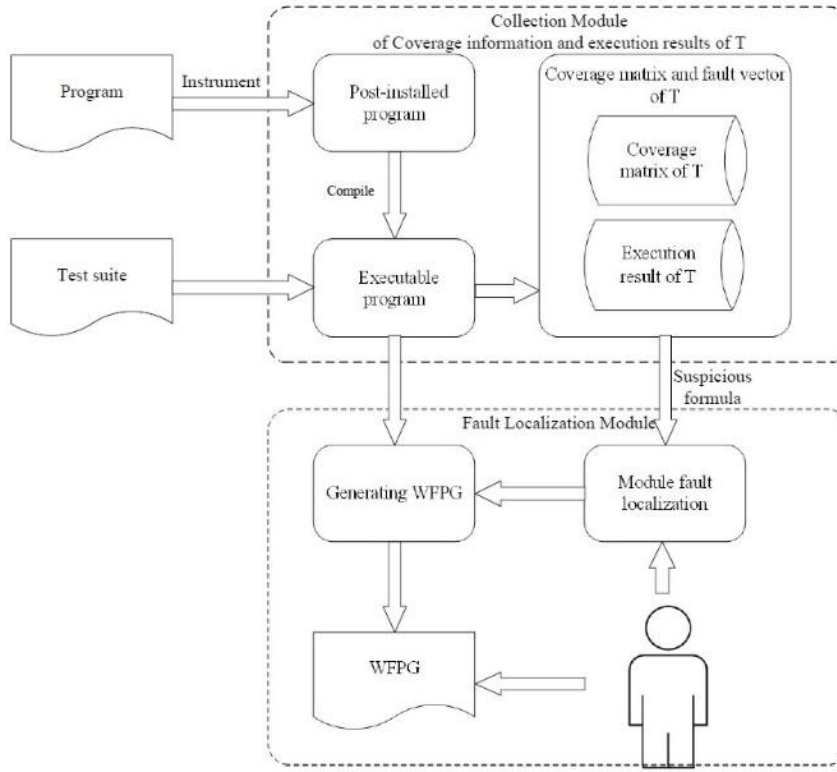 Collection Module
of Coverage information and execution results of T
Program
Instrument
Post-installed
program
Coverage matrix and fault vector
of T
Coverage
matrix of T
Compile
Test suite
Executable
program
Execution
result of T
Suspicious
formula
Fault Localization Module
Generating WFPG
Module fault
localization
WFPG